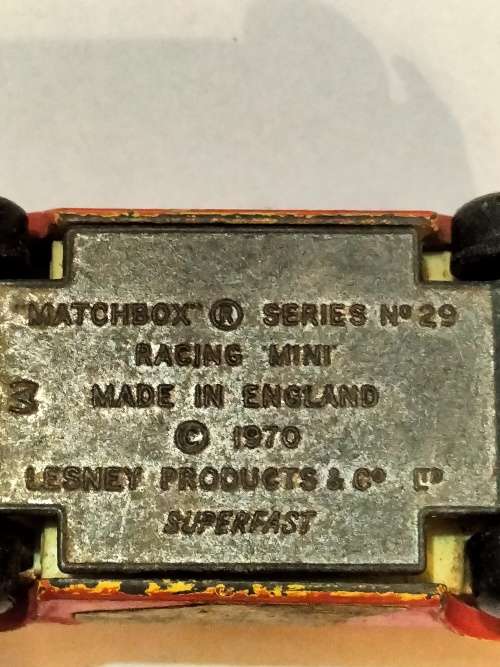 "MATCHBOX" ® SERIES Nº 29
RACING MINI
MADE IN ENGLAND
© 1970
LESNEY PRODUCTS & Cº LTD
SUPERFAST